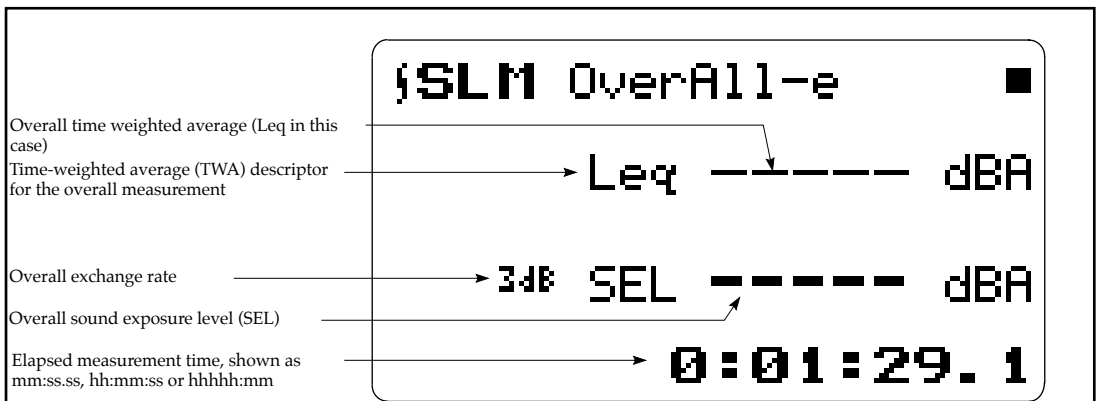 SLM OverAll-e
Overall time weighted average (Leq in this
case)
Time-weighted average (TWA) descriptor
for the overall measurement
Leq ----- dBA
Overall exchange rate
3dB SEL ----- dBA
Overall sound exposure level (SEL)
Elapsed measurement time, shown as
mm:ss.ss, hh:mm:ss or hhhhh:mm
0:01:29.1